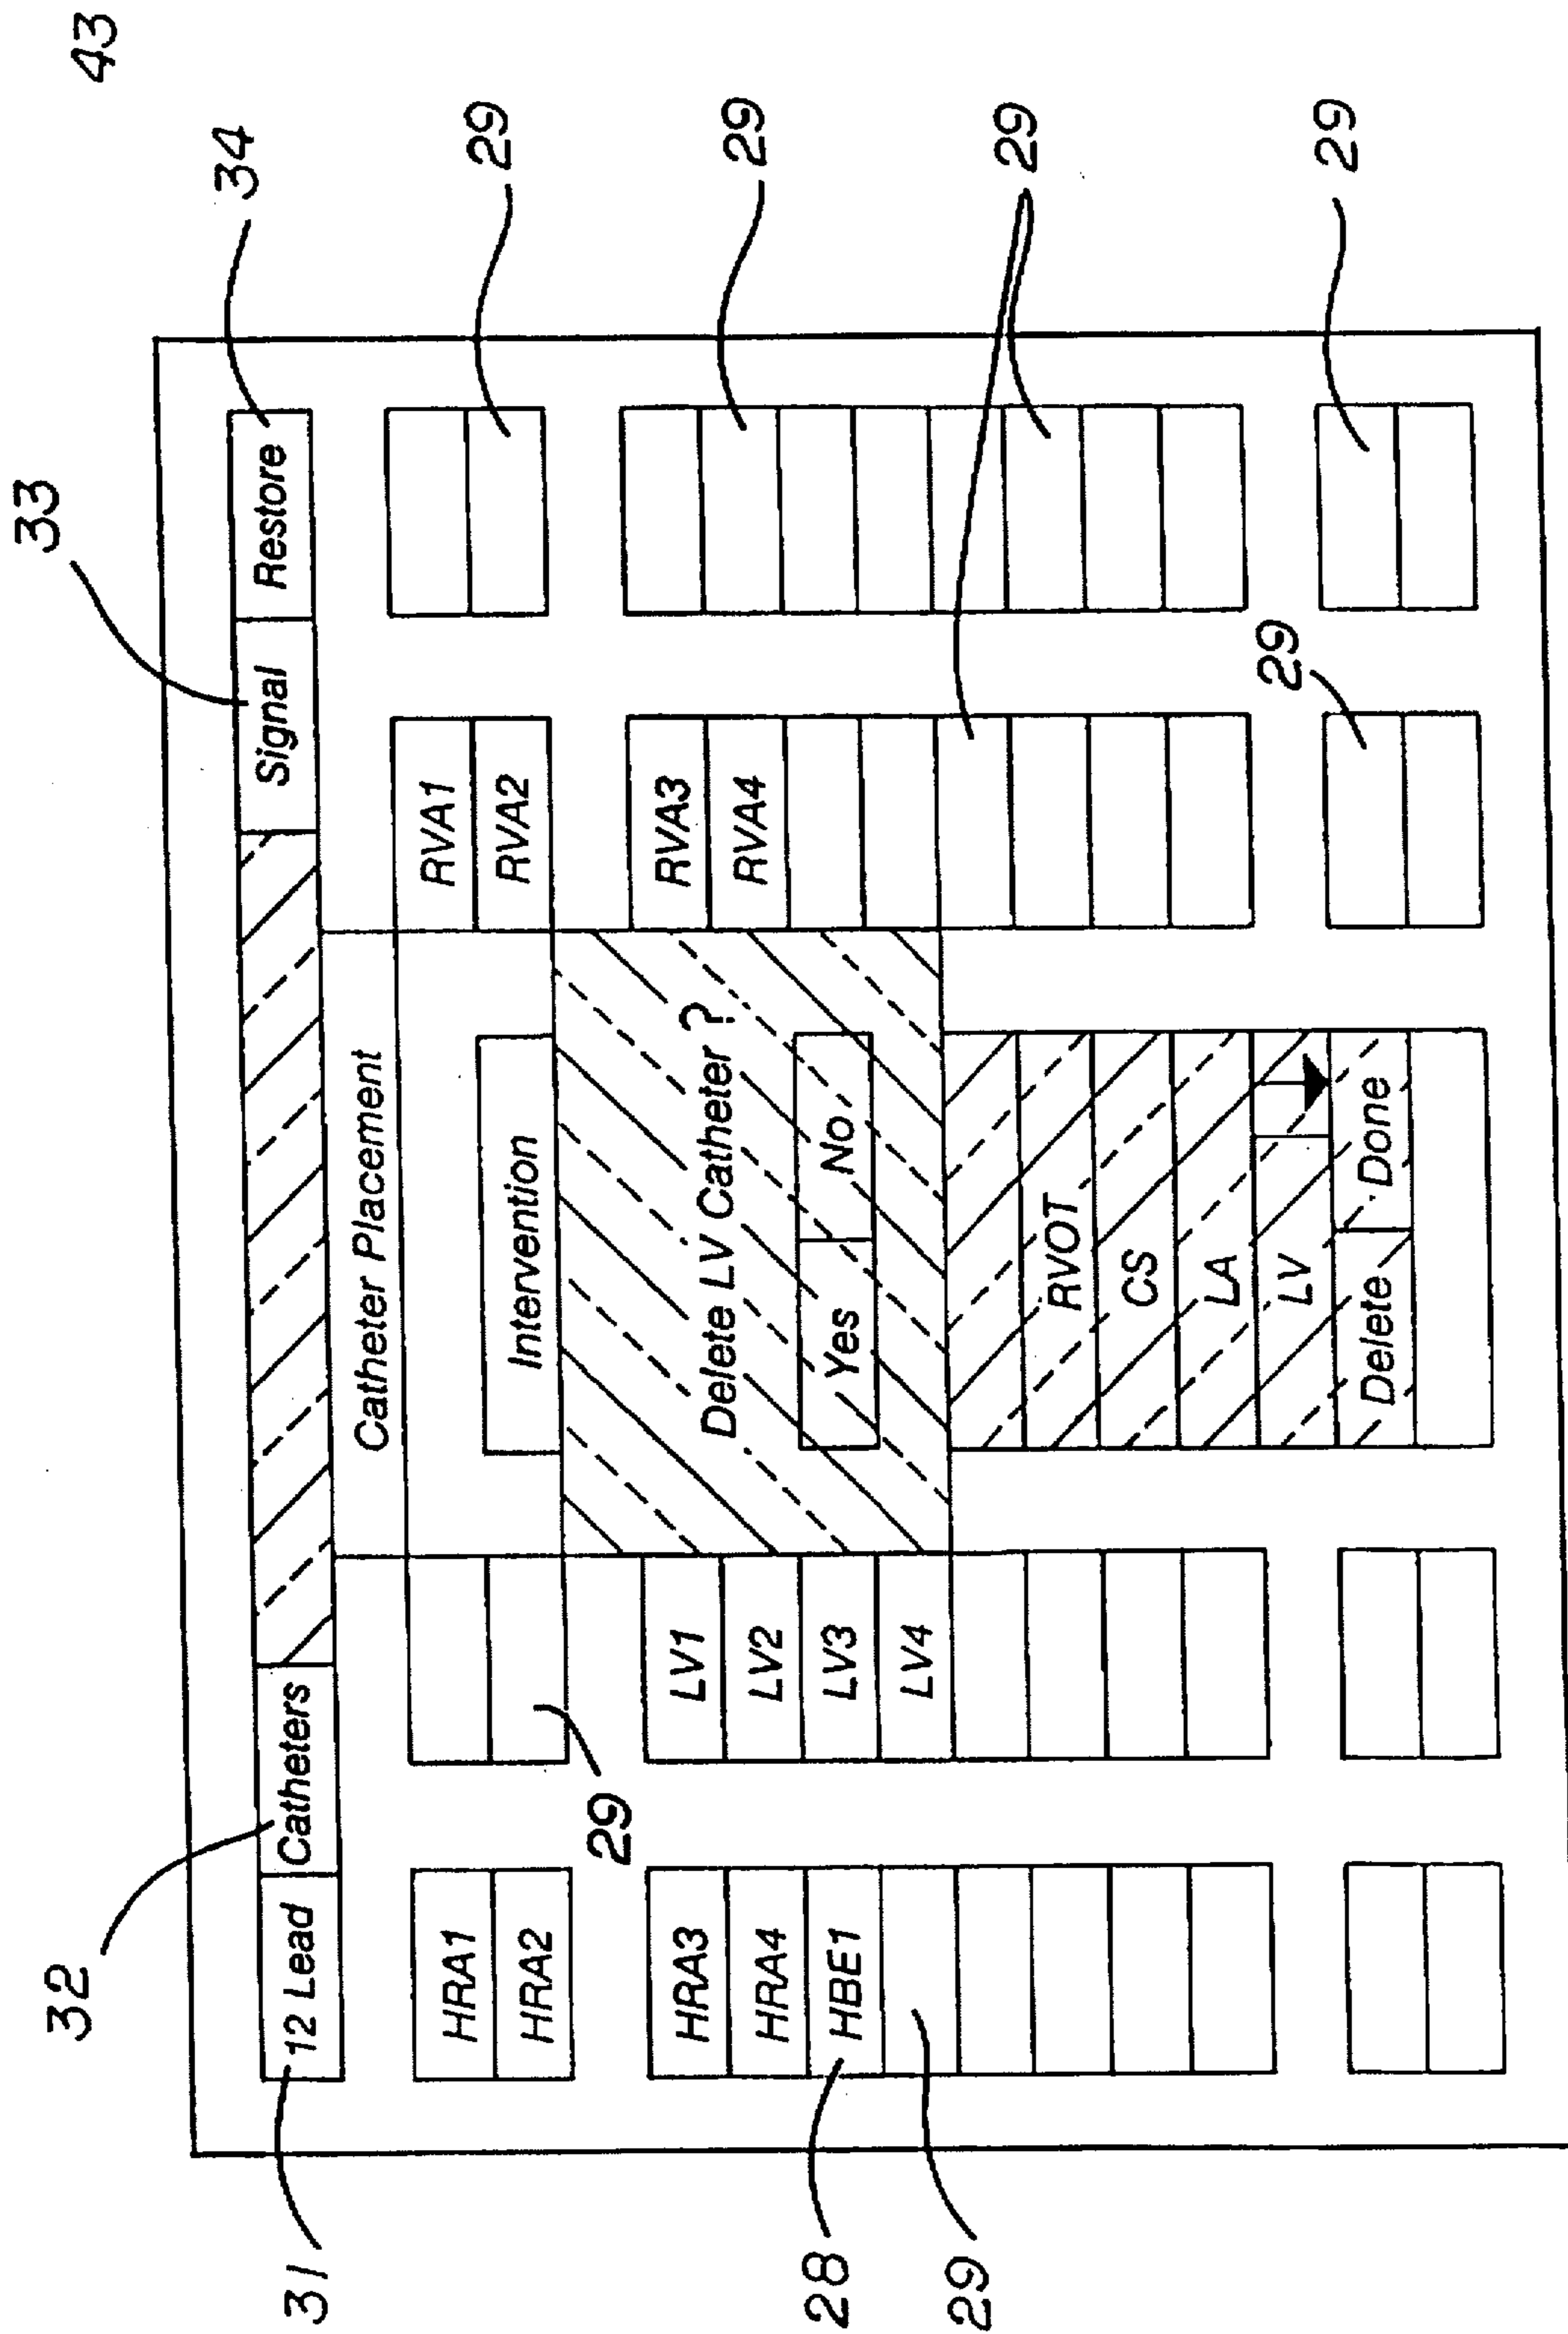 43
33
34
32
31
12 Lead
Catheters
Signal
Restore
Catheter Placement
29
HRA1
RVA1
HRA2
Intervention
RVA2
29
Delete LV Catheter ?
HRA3
LV1
RVA3
29
HRA4
LV2
RVA4
28
HBE1
LV3
Yes
No
LV4
29
29
RVOT
CS
LA
LV
29
29
Delete
Done